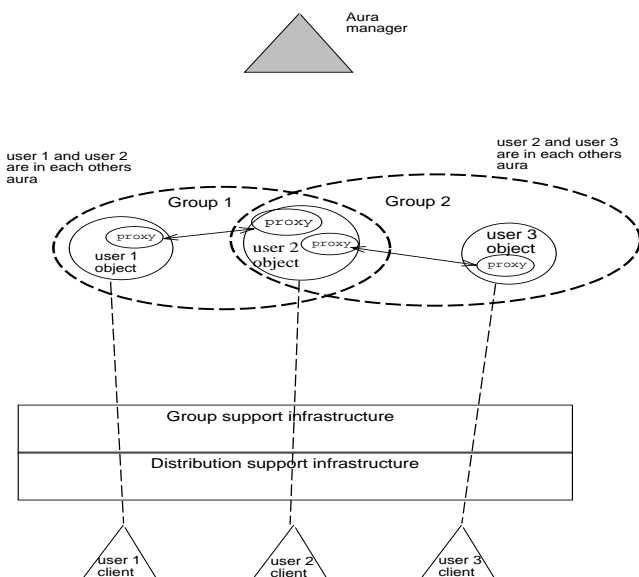 Aura
manager
user 1 and user 2
are in each others
aura
user 2 and user 3
are in each others
aura
Group 1
Group 2
proxy
user 1
object
proxy
proxy
user 2
object
user 3
object
proxy
Group support infrastructure
Distribution support infrastructure
user 1
client
user 2
client
user 3
client